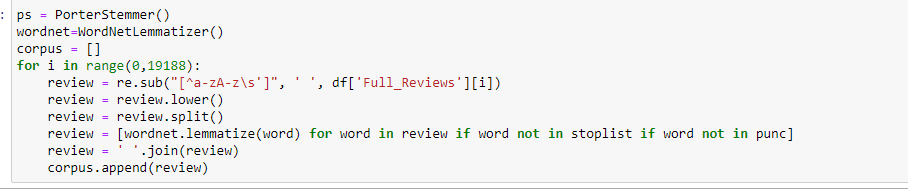 : ps = PorterStemmer()
wordnet=WordNetLemmatizer()
corpus = []
for i in range(0,19188):
    review = re.sub("[^a-zA-z\s']", ' ', df['Full_Reviews'][i])
    review = review.lower()
    review = review.split()
    review = [wordnet.lemmatize(word) for word in review if word not in stoplist if word not in punc]
    review = ' '.join(review)
    corpus.append(review)